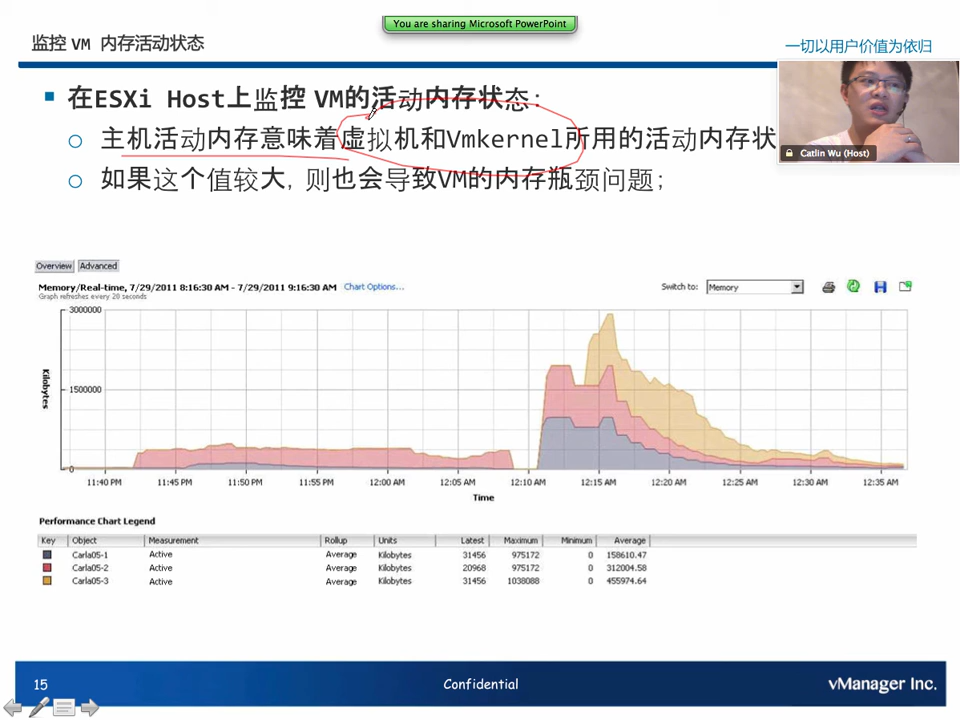 You are sharing Microsoft PowerPoint
监控 VM 内存活动状态
一切以用户价值为依归
在ESXi Host上监控 VM的活动内存状态：
主机活动内存意味着虚拟机和Vmkernel所用的活动内存状
如果这个值较大，则也会导致VM的内存瓶颈问题；
Catlin Wu (Host)
Overview Advanced
Memory/Real-time, 7/29/2011 8:16:30 AM - 7/29/2011 9:16:30 AM Chart Options... Switch to: Memory
Graph refreshes every 20 seconds
3000000
Kilobytes
1500000
0
11:40 PM 11:45 PM 11:50 PM 11:55 PM 12:00 AM 12:05 AM 12:10 AM 12:15 AM 12:20 AM 12:25 AM 12:30 AM 12:35 AM
Time
Performance Chart Legend
Key Object Measurement Rollup Units Latest Maximum Minimum Average
Carla05-1 Active Average Kilobytes 31456 975172 0 158610.47
Carla05-2 Active Average Kilobytes 20968 975172 0 312004.58
Carla05-3 Active Average Kilobytes 31456 1038088 0 455974.64
15 Confidential vManager Inc.